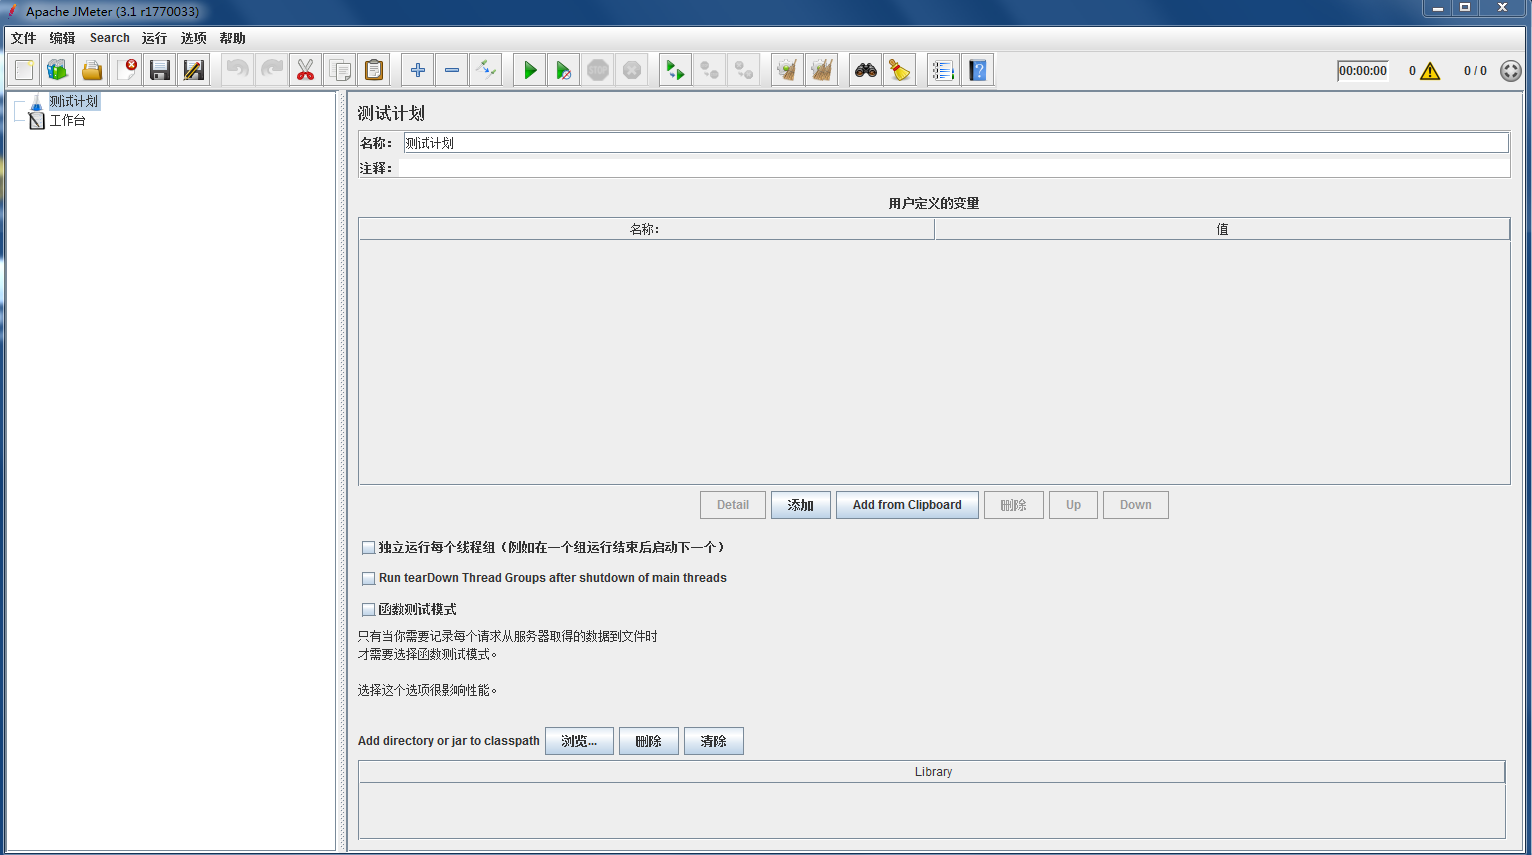 Apache JMeter (3.1 r1770033)
文件 编辑 Search 运行 选项 帮助
STOP
00:00:00 0 0 / 0
测试计划
工作台
测试计划
名称： 测试计划
注释：
用户定义的变量
名称： 值
Detail 添加 Add from Clipboard 删除 Up Down
独立运行每个线程组（例如在一个组运行结束后启动下一个）
Run tearDown Thread Groups after shutdown of main threads
函数测试模式
只有当你需要记录每个请求从服务器取得的数据到文件时
才需要选择函数测试模式。
选择这个选项很影响性能。
Add directory or jar to classpath 浏览... 删除 清除
Library